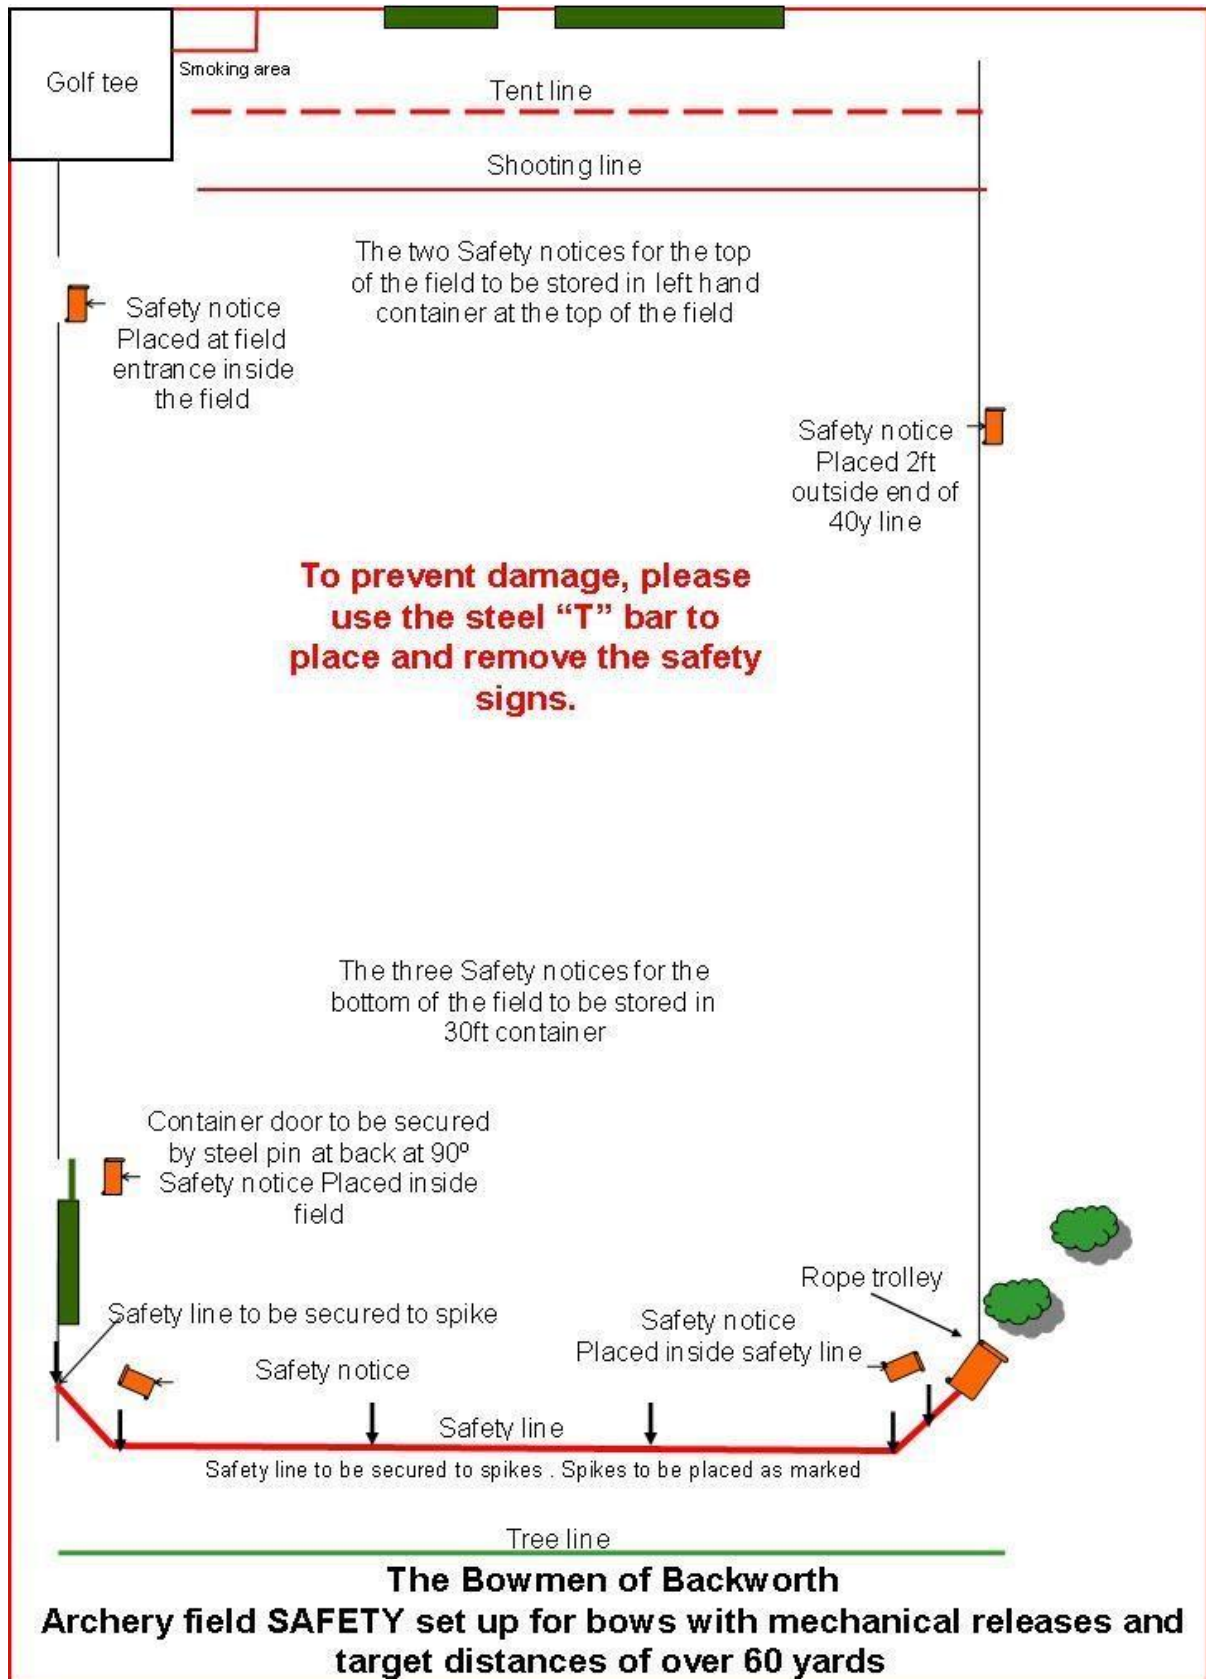 Golf tee
Smoking area
Tent line
Shooting line
The two Safety notices for the top
of the field to be stored in left hand
container at the top of the field
Safety notice
Placed at field
entrance inside
the field
Safety notice
Placed 2ft
outside end of
40y line
To prevent damage, please
use the steel “T” bar to
place and remove the safety
signs.
The three Safety notices for the
bottom of the field to be stored in
30ft container
Container door to be secured
by steel pin at back at 90º
Safety notice Placed inside
field
Rope trolley
Safety line to be secured to spike
Safety notice
Placed inside safety line
Safety notice
Safety line
Safety line to be secured to spikes . Spikes to be placed as marked
Tree line
The Bowmen of Backworth
Archery field SAFETY set up for bows with mechanical releases and
target distances of over 60 yards